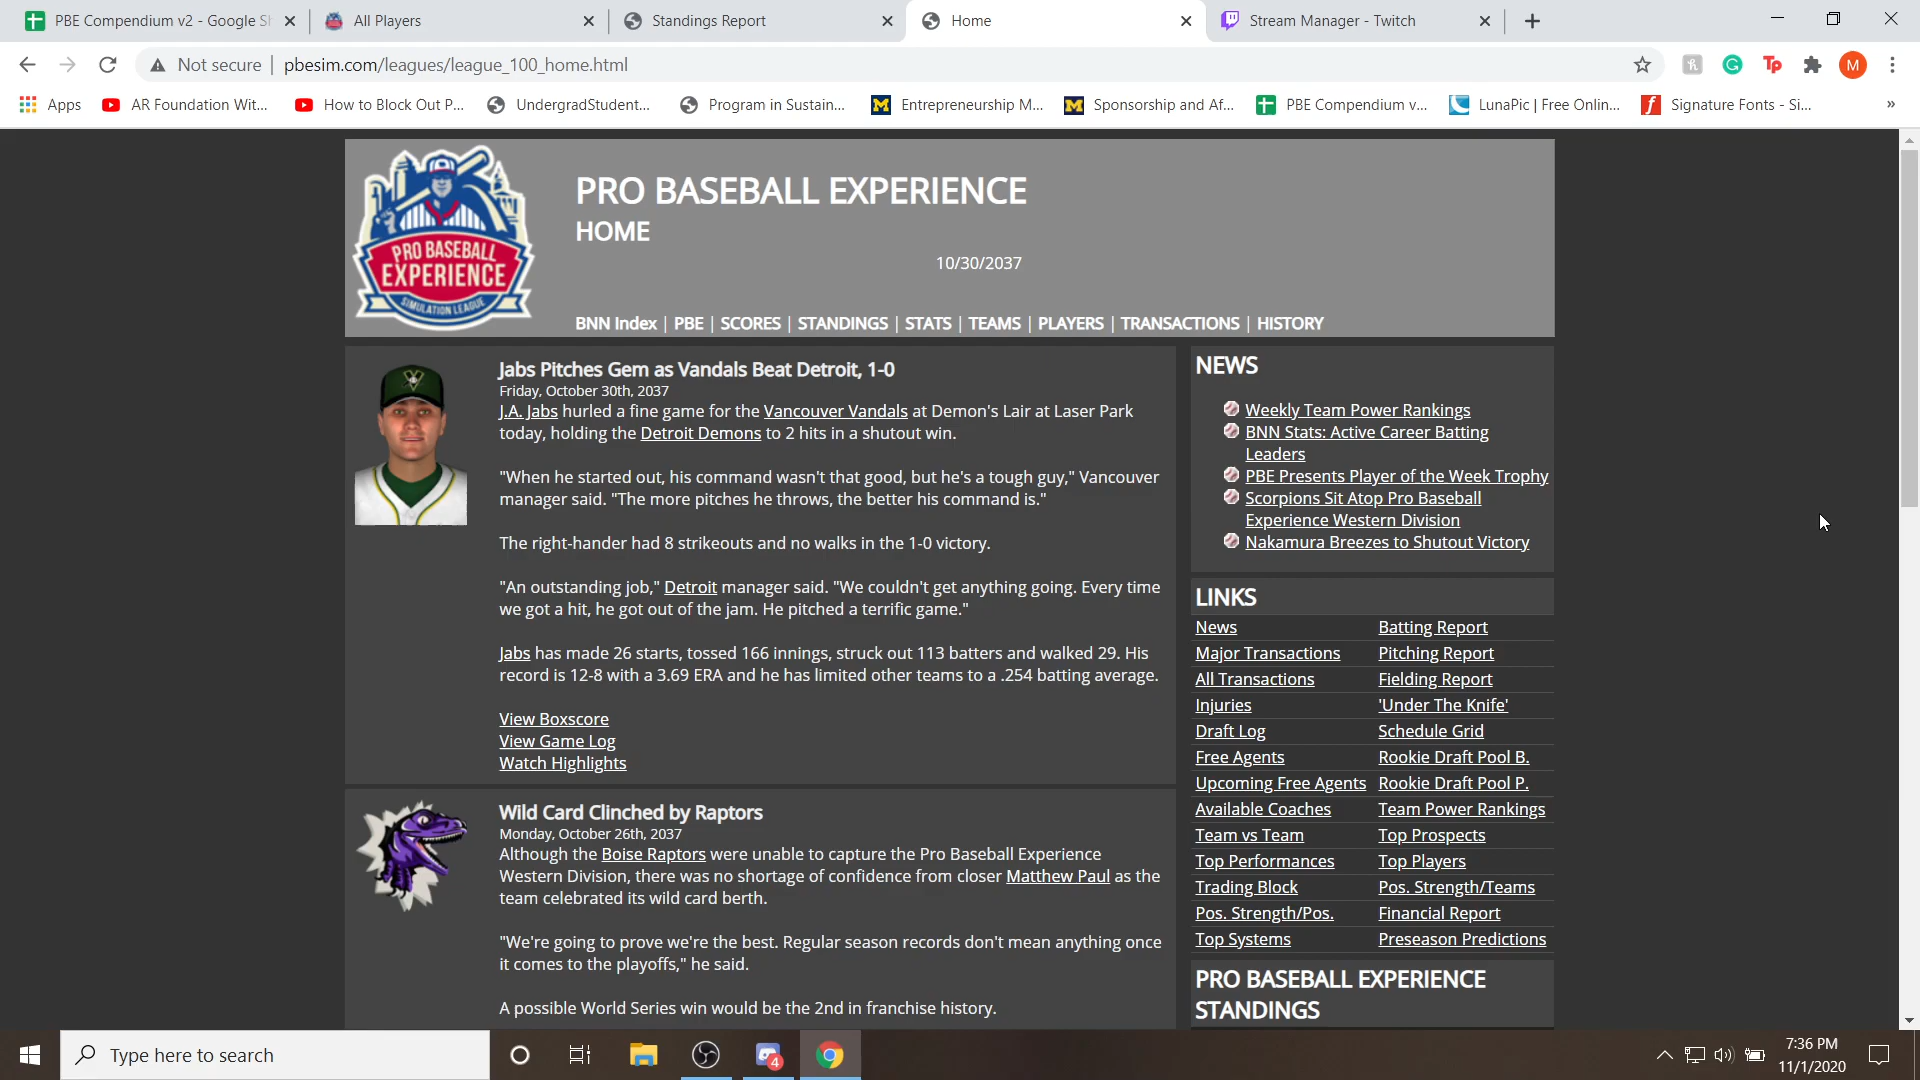 PBE Compendium v2 - Google Sh
All Players
Standings Report
Home
Stream Manager - Twitch
Not secure | pbesim.com/leagues/league_100_home.html
M
Apps
AR Foundation Wit...
How to Block Out P...
UndergradStudent...
Program in Sustain...
Entrepreneurship M...
Sponsorship and Af...
PBE Compendium v...
LunaPic | Free Onlin...
Signature Fonts - Si...
»
PRO BASEBALL
EXPERIENCE
SIMULATION LEAGUE
PRO BASEBALL EXPERIENCE
HOME
10/30/2037
BNN Index | PBE | SCORES | STANDINGS | STATS | TEAMS | PLAYERS | TRANSACTIONS | HISTORY
Jabs Pitches Gem as Vandals Beat Detroit, 1-0
Friday, October 30th, 2037
J.A. Jabs hurled a fine game for the Vancouver Vandals at Demon's Lair at Laser Park
today, holding the Detroit Demons to 2 hits in a shutout win.
"When he started out, his command wasn't that good, but he's a tough guy," Vancouver
manager said. "The more pitches he throws, the better his command is."
The right-hander had 8 strikeouts and no walks in the 1-0 victory.
"An outstanding job," Detroit manager said. "We couldn't get anything going. Every time
we got a hit, he got out of the jam. He pitched a terrific game."
Jabs has made 26 starts, tossed 166 innings, struck out 113 batters and walked 29. His
record is 12-8 with a 3.69 ERA and he has limited other teams to a .254 batting average.
View Boxscore
View Game Log
Watch Highlights
Wild Card Clinched by Raptors
Monday, October 26th, 2037
Although the Boise Raptors were unable to capture the Pro Baseball Experience
Western Division, there was no shortage of confidence from closer Matthew Paul as the
team celebrated its wild card berth.
"We're going to prove we're the best. Regular season records don't mean anything once
it comes to the playoffs," he said.
A possible World Series win would be the 2nd in franchise history.
NEWS
Weekly Team Power Rankings
BNN Stats: Active Career Batting
Leaders
PBE Presents Player of the Week Trophy
Scorpions Sit Atop Pro Baseball
Experience Western Division
Nakamura Breezes to Shutout Victory
LINKS
News Batting Report
Major Transactions Pitching Report
All Transactions Fielding Report
Injuries 'Under The Knife'
Draft Log Schedule Grid
Free Agents Rookie Draft Pool B.
Upcoming Free Agents Rookie Draft Pool P.
Available Coaches Team Power Rankings
Team vs Team Top Prospects
Top Performances Top Players
Trading Block Pos. Strength/Teams
Pos. Strength/Pos. Financial Report
Top Systems Preseason Predictions
PRO BASEBALL EXPERIENCE
STANDINGS
Type here to search
4
7:36 PM
11/1/2020